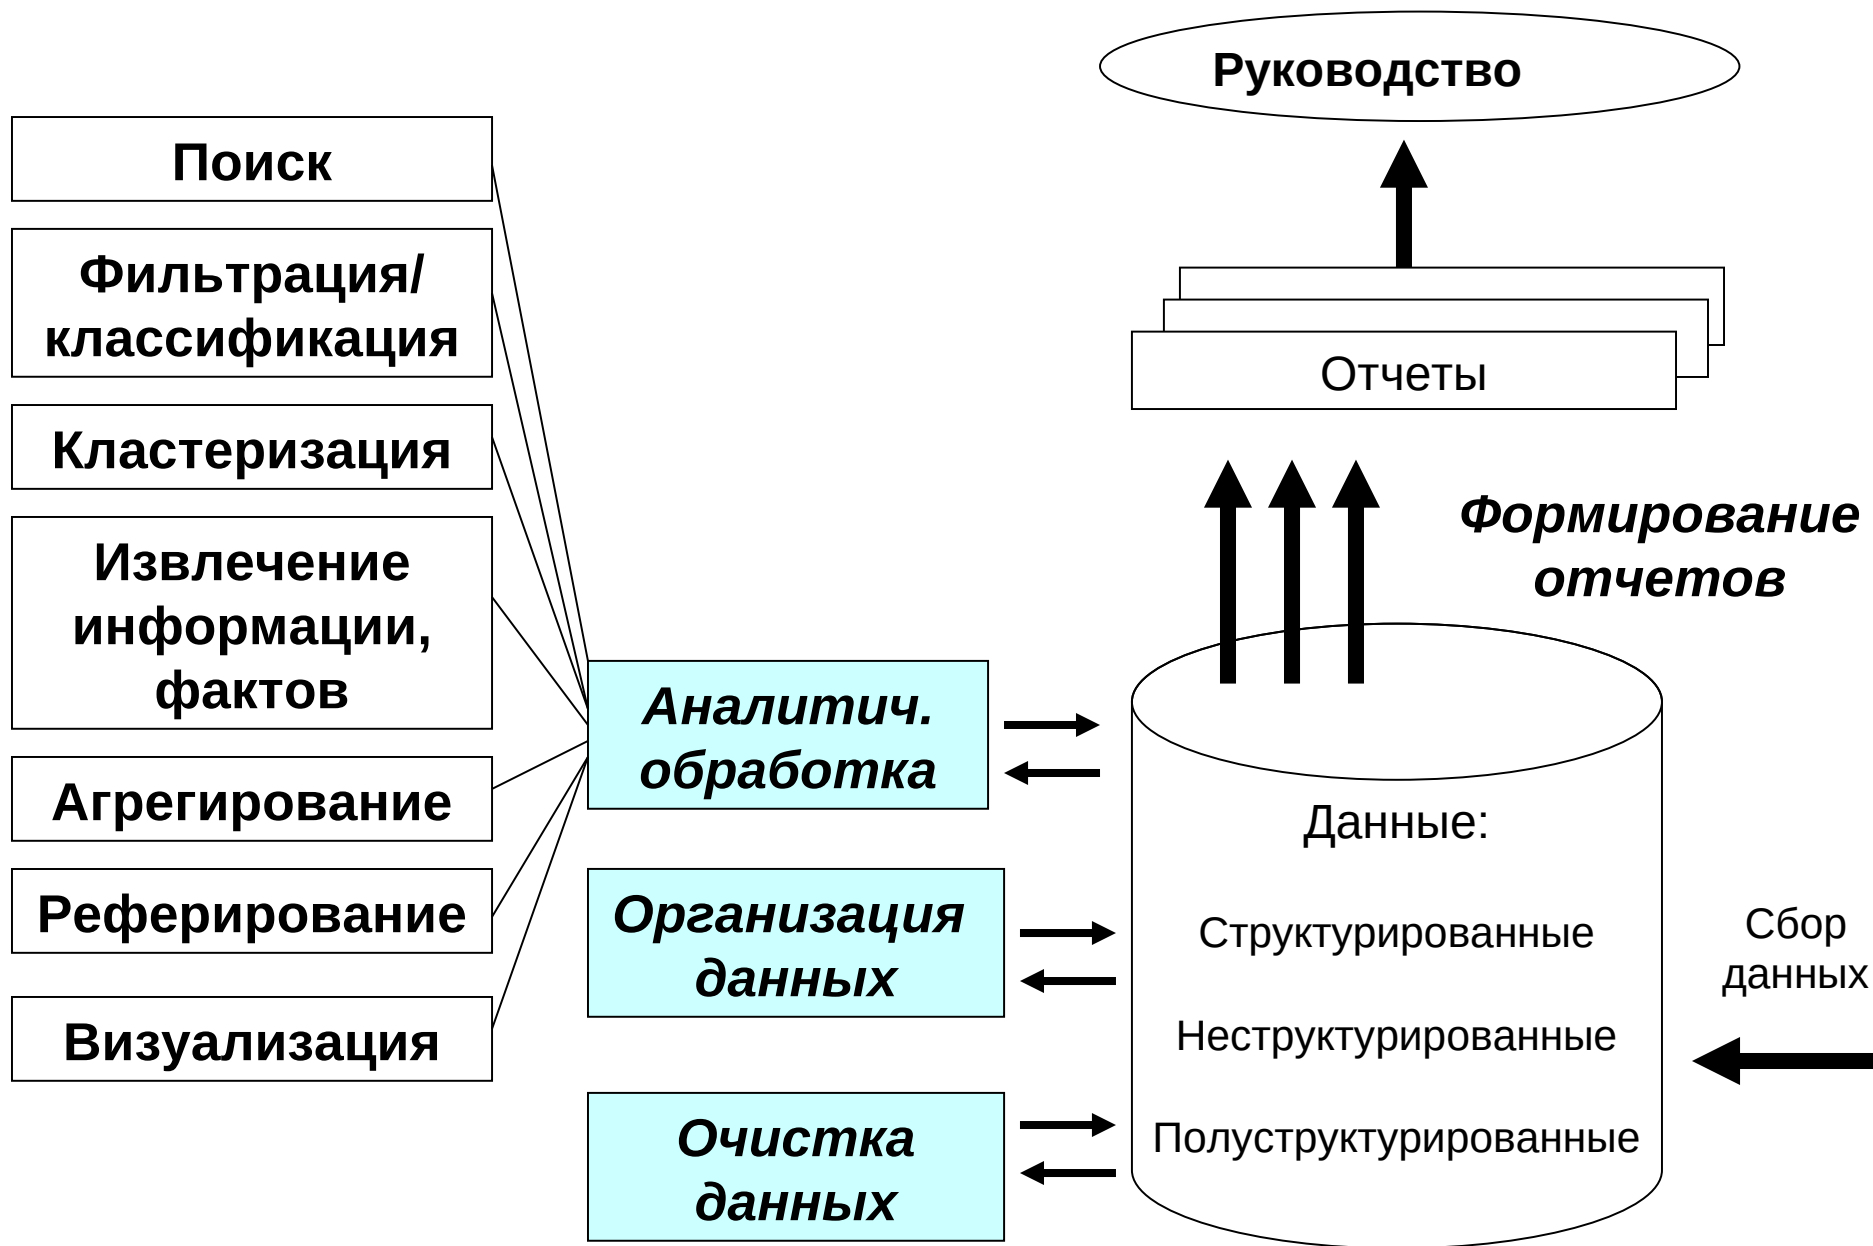 Руководство
Поиск
Фильтрация/
классификация
Кластеризация
Извлечение
информации,
фактов
Агрегирование
Реферирование
Визуализация
Отчеты
Формирование
отчетов
Аналитич.
обработка
Организация
данных
Очистка
данных
Данные:
Структурированные
Неструктурированные
Полуструктурированные
Сбор
данных